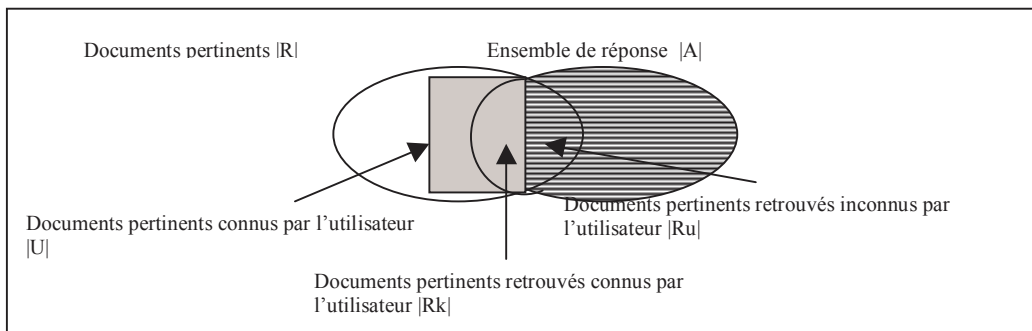 Documents pertinents |R|
Ensemble de réponse |A|
Documents pertinents connus par l'utilisateur
|U|
Documents pertinents retrouvés inconnus par
l'utilisateur |Ru|
Documents pertinents retrouvés connus par
l'utilisateur |Rk|